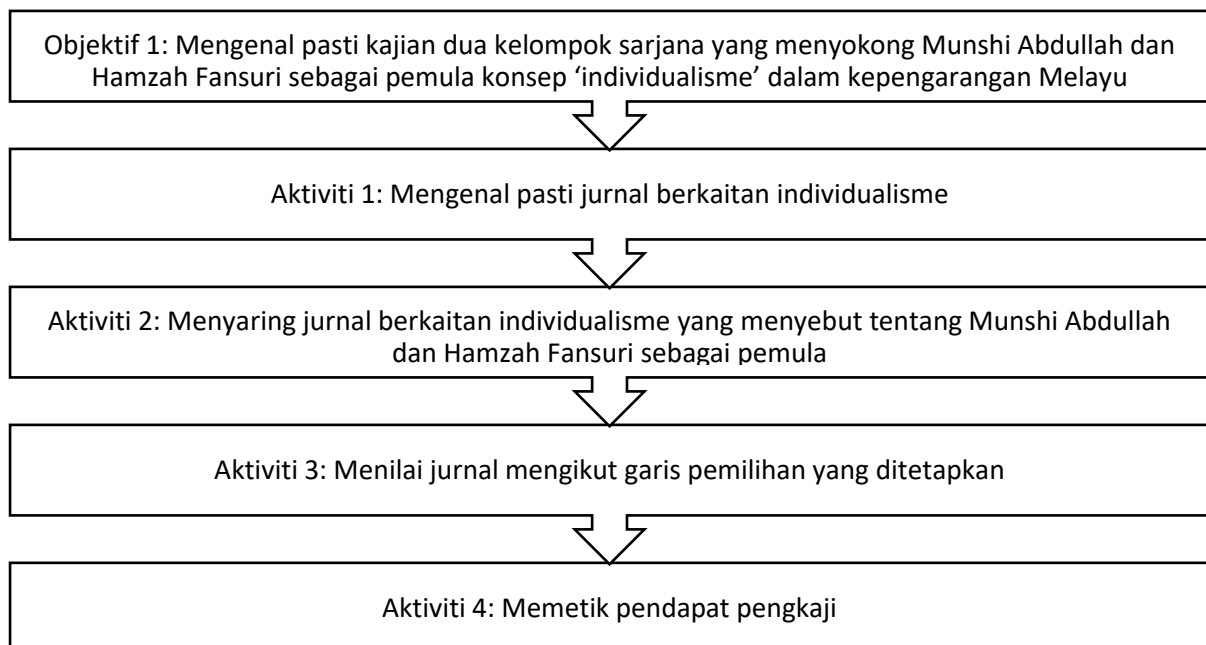 Objektif 1: Mengenal pasti kajian dua kelompok sarjana yang menyokong Munshi Abdullah dan
Hamzah Fansuri sebagai pemula konsep ‘individualisme’ dalam kepengarangan Melayu
Aktiviti 1: Mengenal pasti jurnal berkaitan individualisme
Aktiviti 2: Menyaring jurnal berkaitan individualisme yang menyebut tentang Munshi Abdullah
dan Hamzah Fansuri sebagai pemula
Aktiviti 3: Menilai jurnal mengikut garis pemilihan yang ditetapkan
Aktiviti 4: Memetik pendapat pengkaji